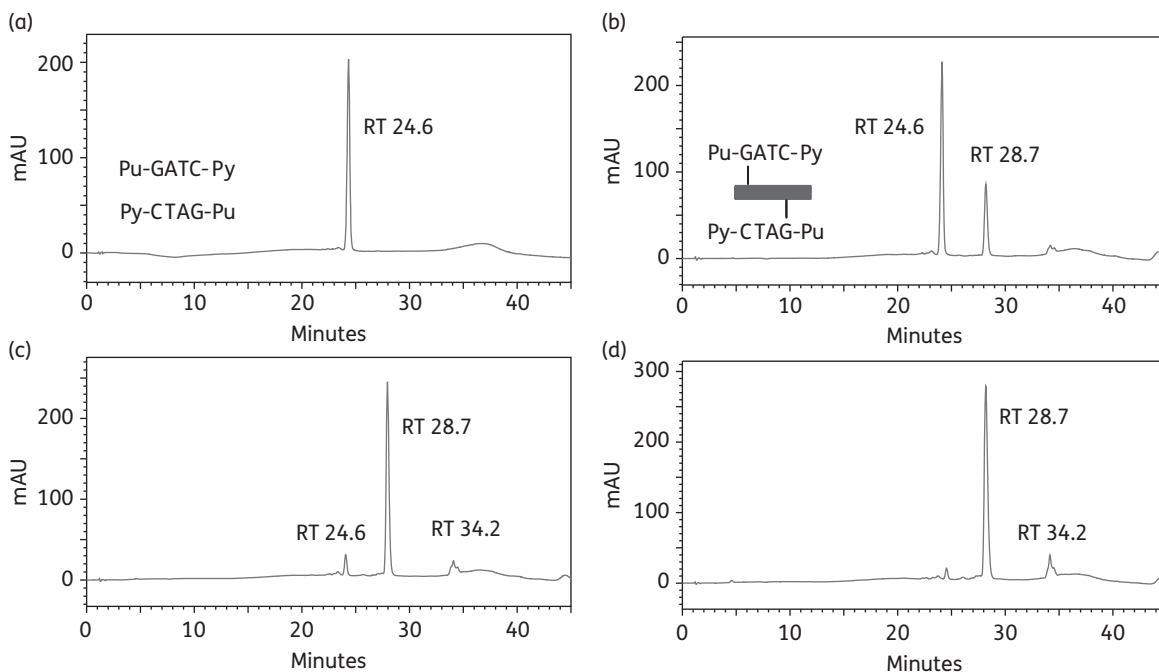 (a)
mAU
200
100
0
RT 24.6
Pu-GATC-Py
Py-CTAG-Pu
0 10 20 30 40
Minutes
(b)
mAU
200
100
0
RT 24.6
RT 28.7
Pu-GATC-Py
Py-CTAG-Pu
0 10 20 30 40
Minutes
(c)
mAU
200
100
0
RT 28.7
RT 24.6
RT 34.2
0 10 20 30 40
Minutes
(d)
mAU
300
200
100
0
RT 28.7
RT 34.2
0 10 20 30 40
Minutes